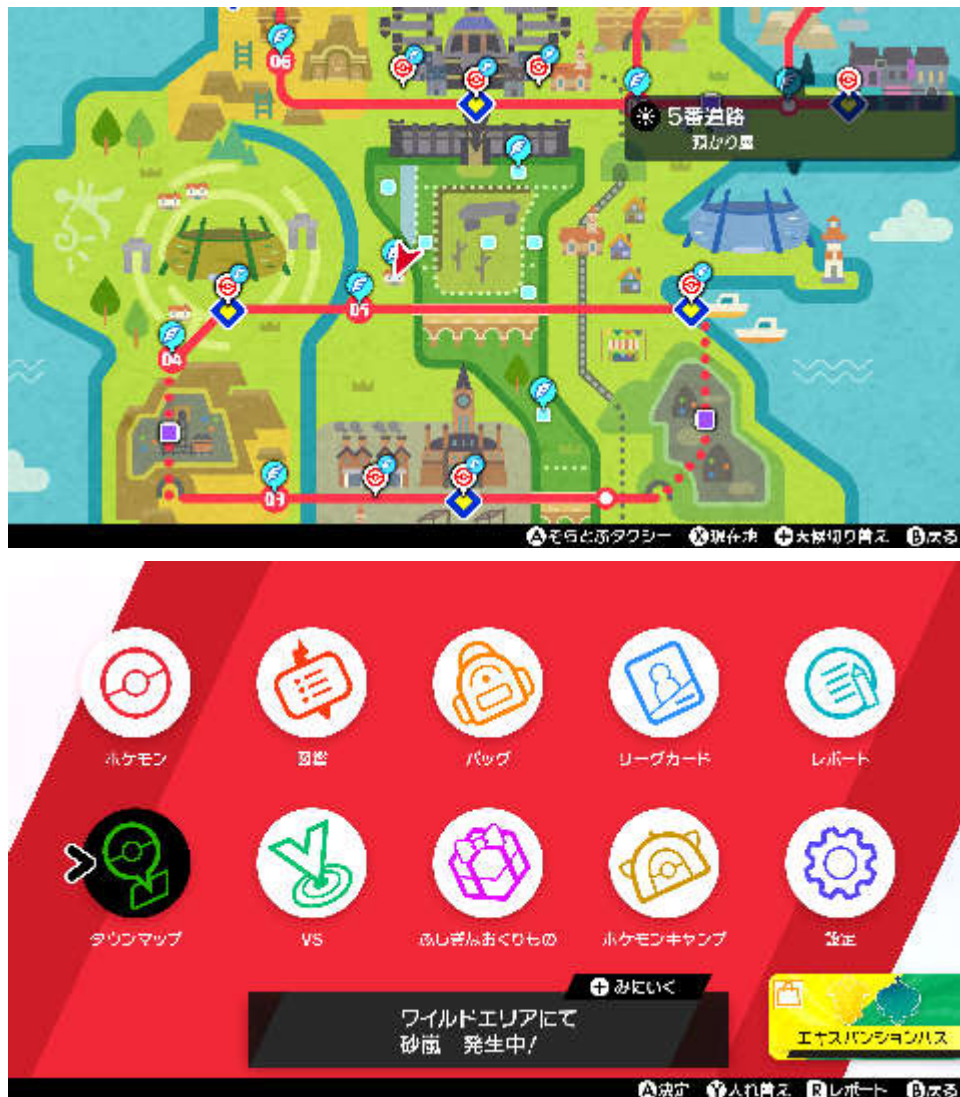 06
5番道路
預かり屋
05
04
03
Aそらとぶタクシー X現在地 +天候切り替え B戻る
ポケモン 図鑑 バッグ リーグカード レポート
タウンマップ VS ふしぎなおくりもの ポケモンキャンプ 設定
+みにいく
ワイルドエリアにて
砂嵐 発生中!
エキスパンションパス
A決定 Y入れ替え Rレポート B戻る